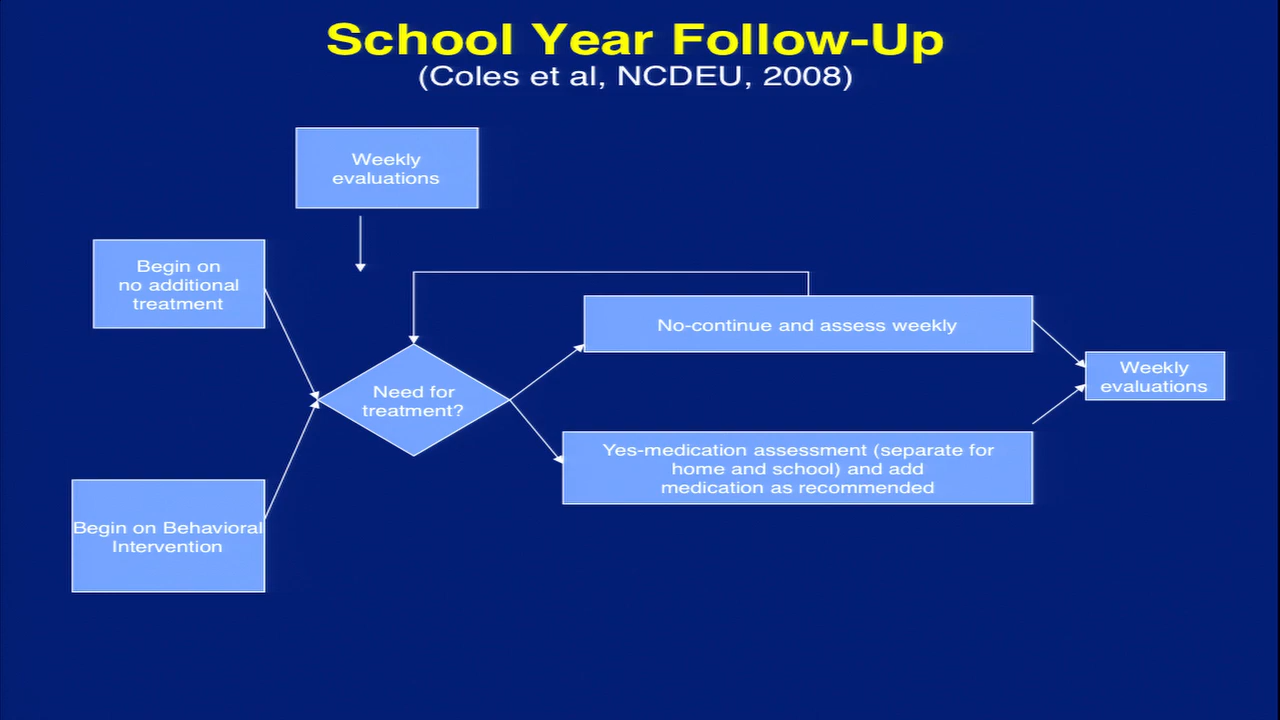 School Year Follow-Up
(Coles et al, NCDEU, 2008)
Weekly
evaluations
Begin on
no additional
treatment
No-continue and assess weekly
Weekly
evaluations
Need for
treatment?
Yes-medication assessment (separate for
home and school) and add
medication as recommended
Begin on Behavioral
Intervention